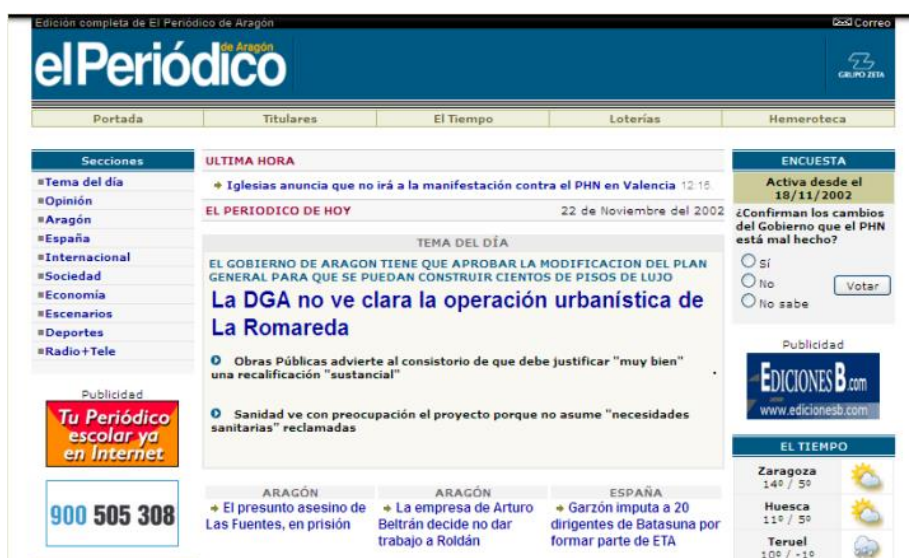 Edición completa de El Periódico de Aragón
Correo
el Periódico
de Aragón
GRUPO ZETA
Portada
Titulares
El Tiempo
Loterías
Hemeroteca
Secciones
Tema del día
Opinión
Aragón
España
Internacional
Sociedad
Economía
Escenarios
Deportes
Radio+Tele
Publicidad
Tu Periódico
escolar ya
en Internet
900 505 308
ULTIMA HORA
Iglesias anuncia que no irá a la manifestación contra el PHN en Valencia 12:15.
EL PERIODICO DE HOY
22 de Noviembre del 2002
TEMA DEL DÍA
EL GOBIERNO DE ARAGON TIENE QUE APROBAR LA MODIFICACION DEL PLAN
GENERAL PARA QUE SE PUEDAN CONSTRUIR CIENTOS DE PISOS DE LUJO
La DGA no ve clara la operación urbanística de
La Romareda
Obras Públicas advierte al consistorio de que debe justificar "muy bien"
una recalificación "sustancial"
Sanidad ve con preocupación el proyecto porque no asume "necesidades
sanitarias" reclamadas
ARAGÓN
El presunto asesino de
Las Fuentes, en prisión
ARAGÓN
La empresa de Arturo
Beltrán decide no dar
trabajo a Roldán
ESPAÑA
Garzón imputa a 20
dirigentes de Batasuna por
formar parte de ETA
ENCUESTA
Activa desde el
18/11/2002
¿Confirman los cambios
del Gobierno que el PHN
está mal hecho?
Sí
No
No sabe
Votar
Publicidad
EDICIONES B.com
www.edicionesb.com
EL TIEMPO
Zaragoza
14º / 5º
Huesca
11º / 5º
Teruel
10º / -1º